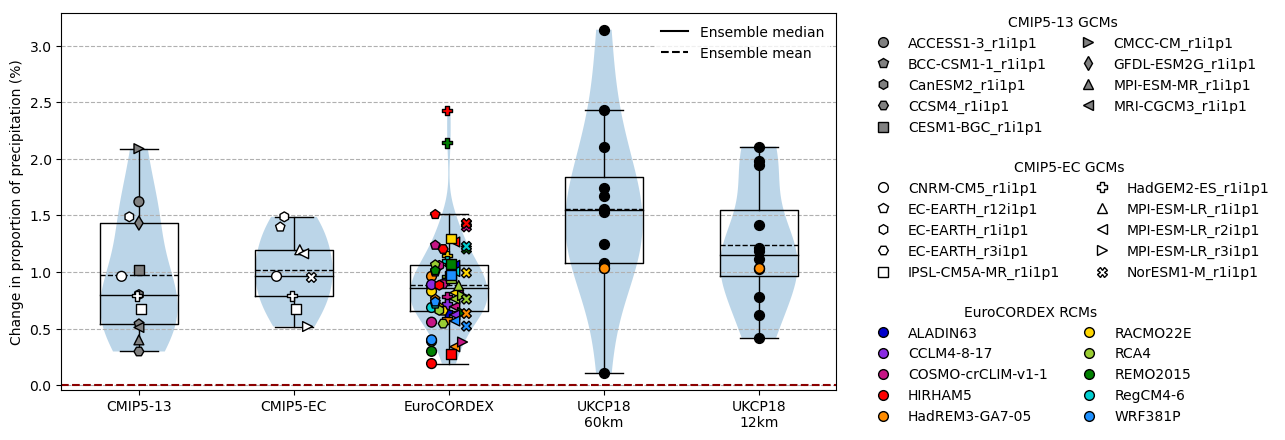 Change in proportion of precipitation (%)
3.0
2.5
2.0
1.5
1.0
0.5
0.0
Ensemble median
Ensemble mean
CMIP5-13
CMIP5-EC
EuroCORDEX
UKCP18
60km
UKCP18
12km
CMIP5-13 GCMs
ACCESS1-3_r1i1p1
BCC-CSM1-1_r1i1p1
CanESM2_r1i1p1
CCSM4_r1i1p1
CESM1-BGC_r1i1p1
CMCC-CM_r1i1p1
GFDL-ESM2G_r1i1p1
MPI-ESM-MR_r1i1p1
MRI-CGCM3_r1i1p1
CMIP5-EC GCMs
CNRM-CM5_r1i1p1
EC-EARTH_r12i1p1
EC-EARTH_r1i1p1
EC-EARTH_r3i1p1
IPSL-CM5A-MR_r1i1p1
HadGEM2-ES_r1i1p1
MPI-ESM-LR_r1i1p1
MPI-ESM-LR_r2i1p1
MPI-ESM-LR_r3i1p1
NorESM1-M_r1i1p1
EuroCORDEX RCMs
ALADIN63
CCLM4-8-17
COSMO-crCLIM-v1-1
HIRHAM5
HadREM3-GA7-05
RACMO22E
RCA4
REMO2015
RegCM4-6
WRF381P